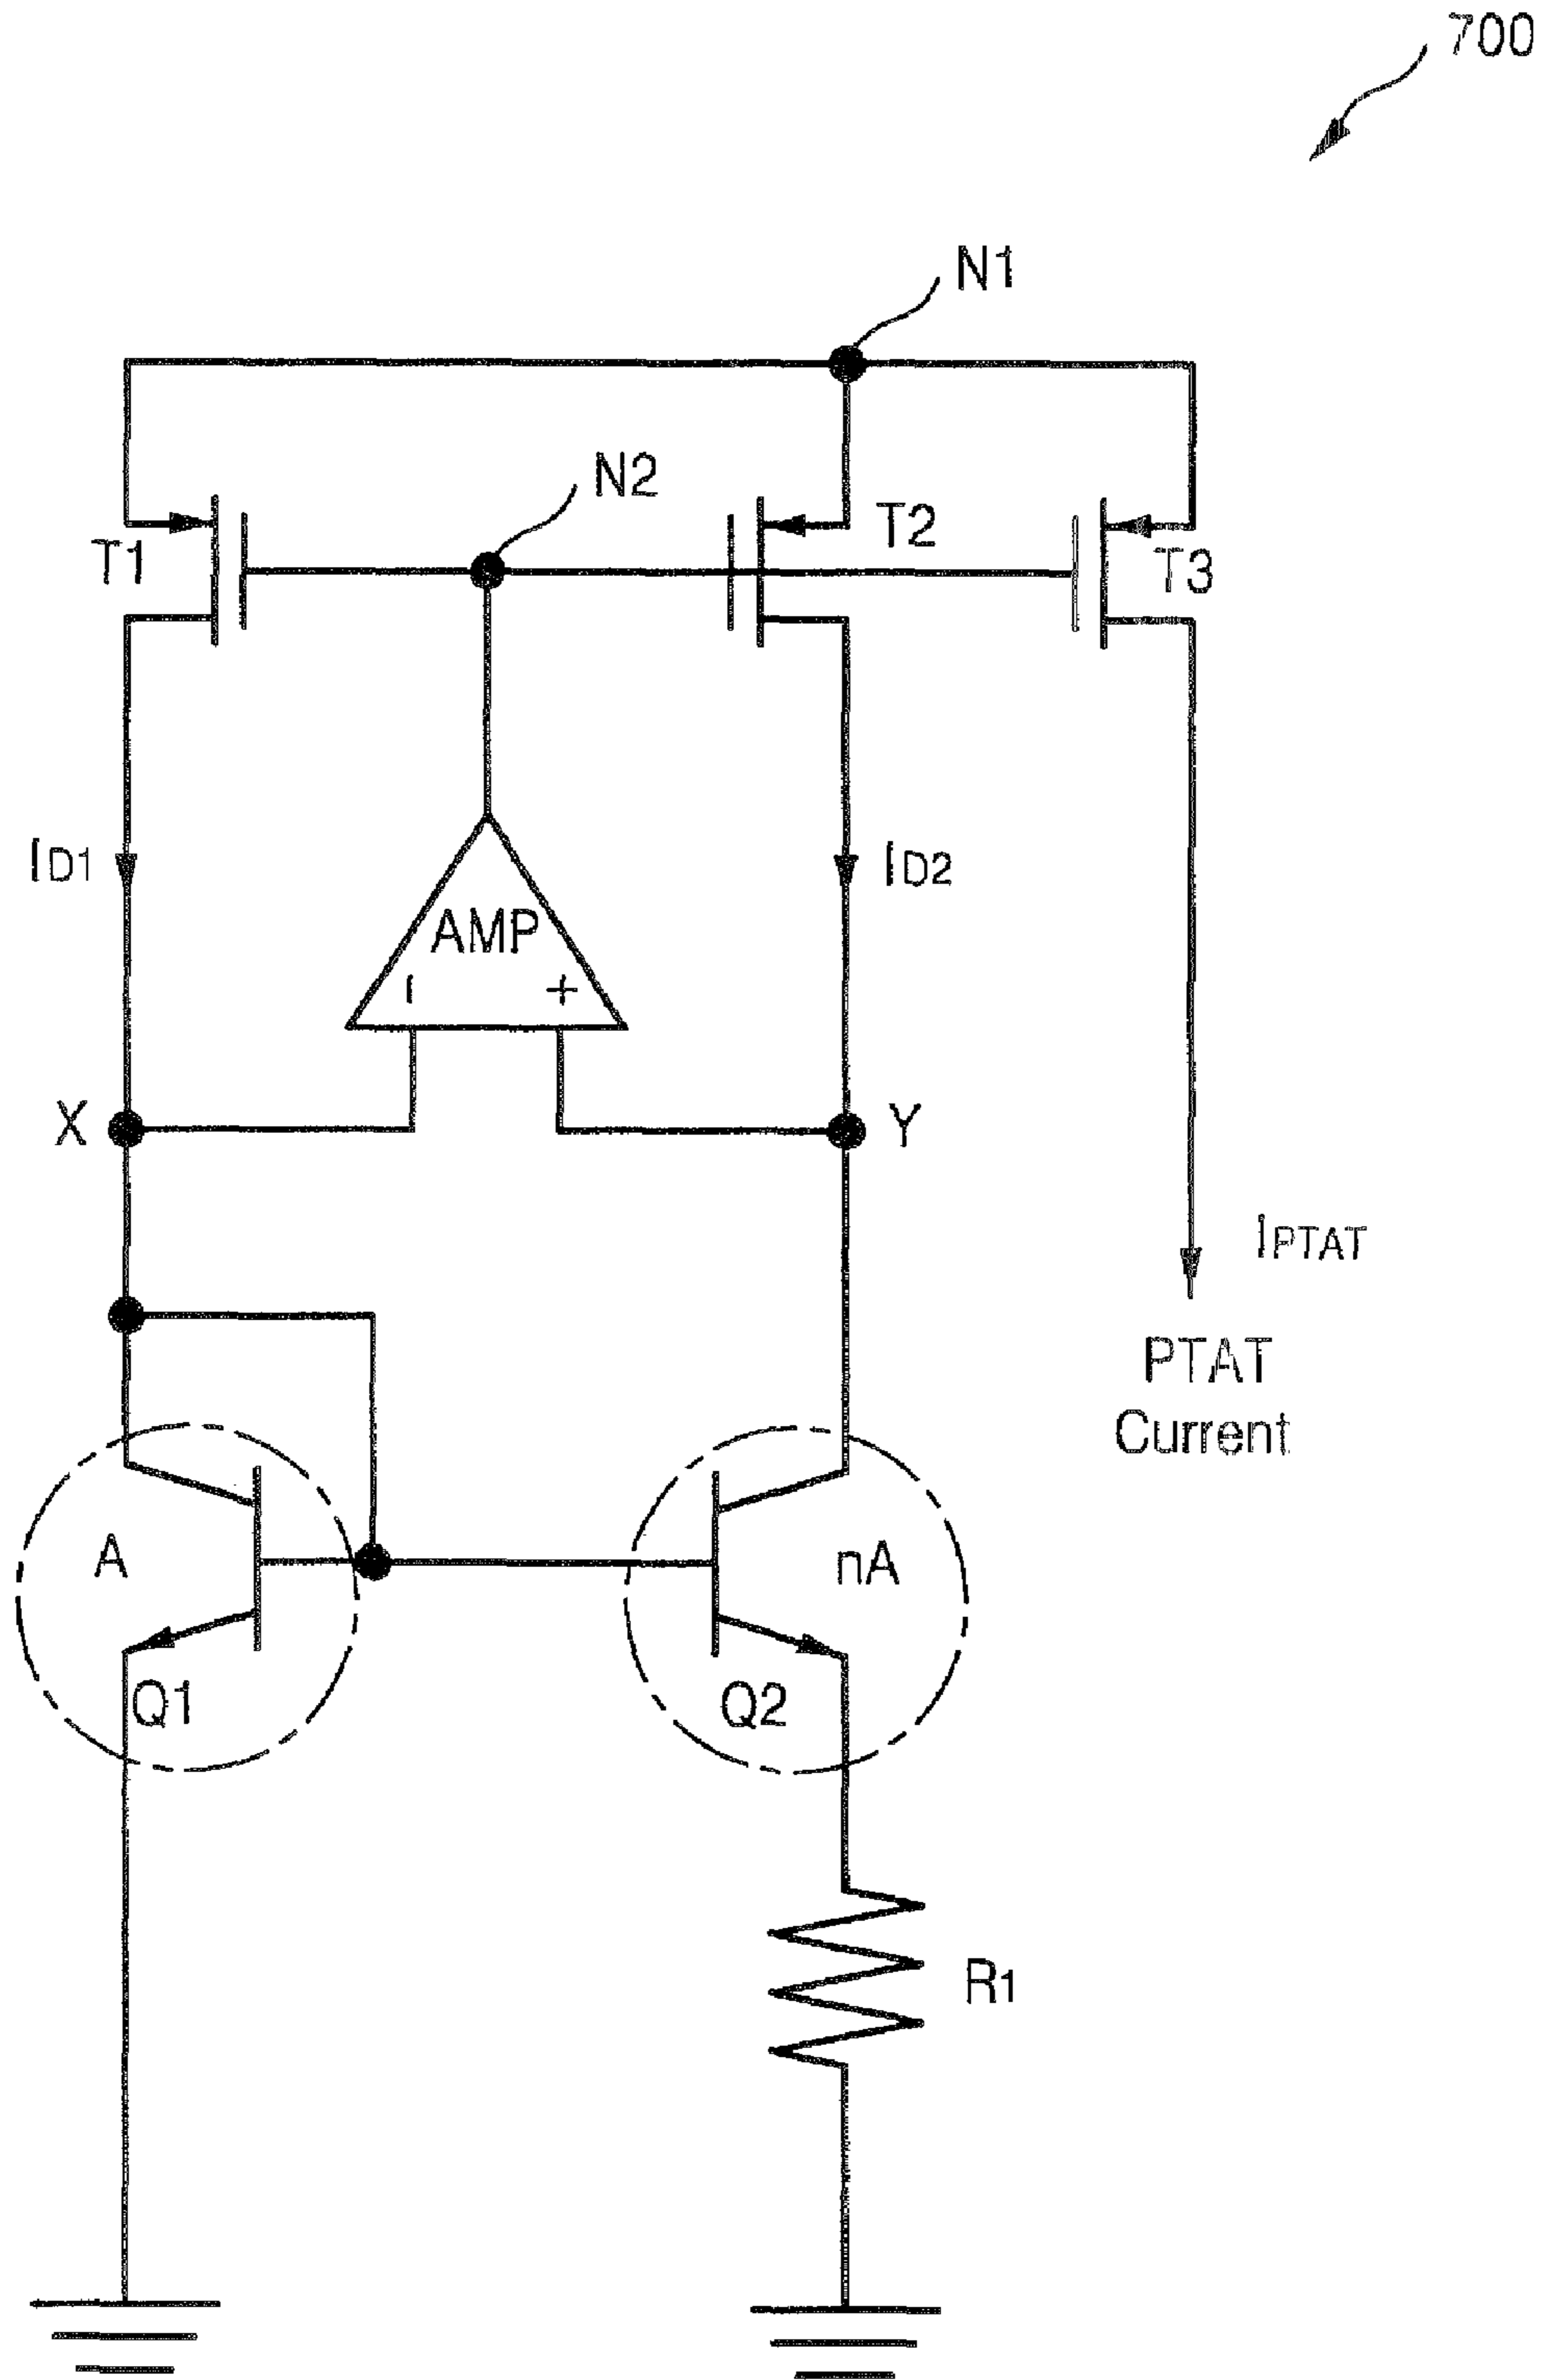 700
N1
N2
T1
T2
T3
ID1
AMP
- +
ID2
X
Y
IPTAT
PTAT
Current
A
nA
Q1
Q2
R1